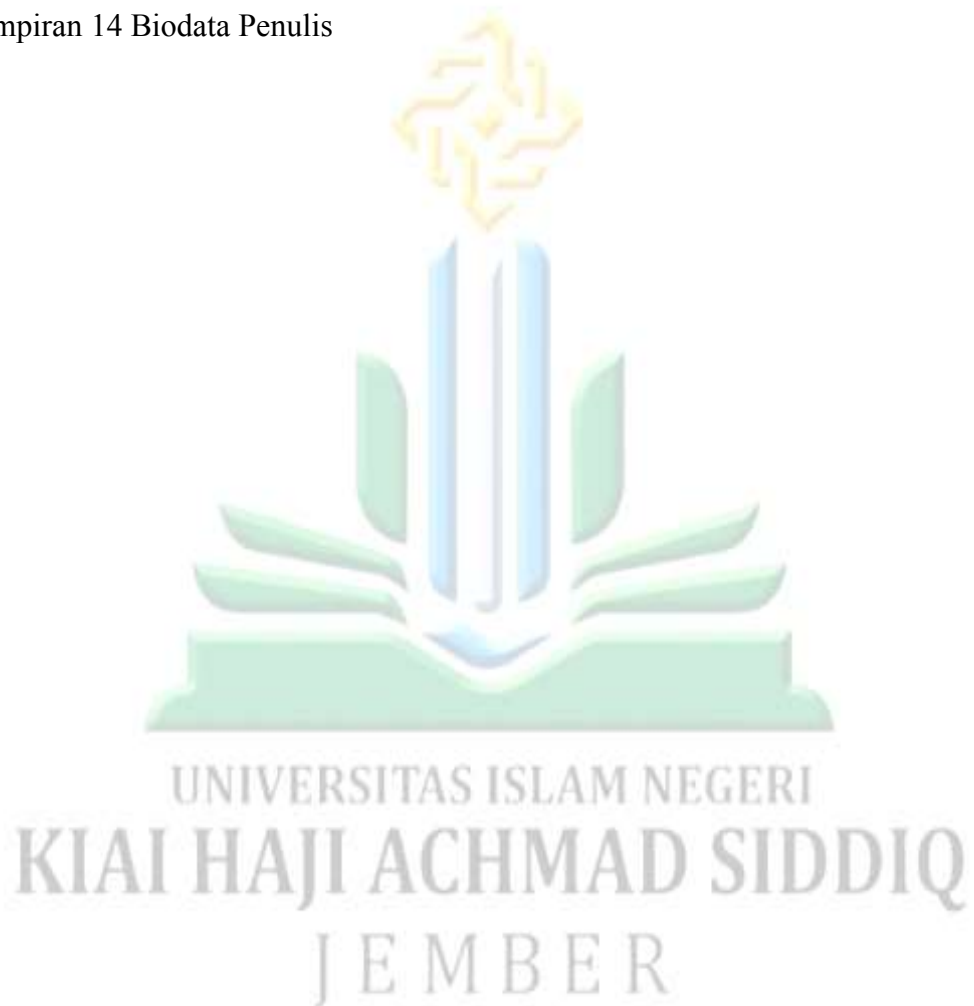 mpiran 14 Biodata Penulis
UNIVERSITAS ISLAM NEGERI
KIAI HAJI ACHMAD SIDDIQ
JEMBER